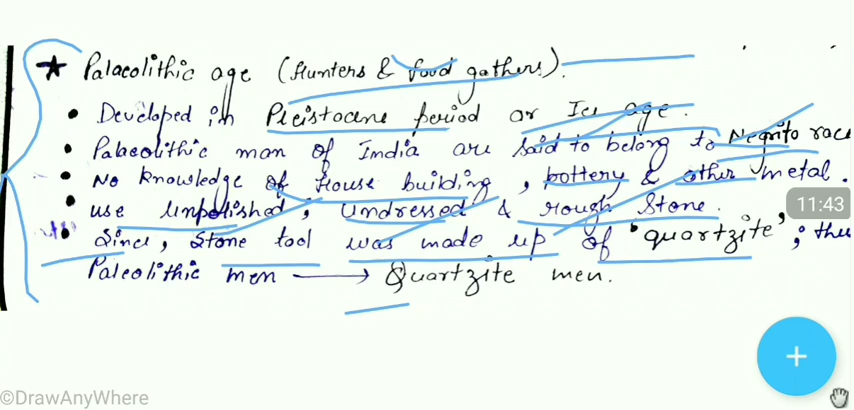 ★ Palaeolithic age (Hunters & food gathers).
• Developed in Pleistocene period or Ice age.
• Palaeolithic man of India are said to belong to Negrito race
• No knowledge of House building, pottery & other metal.
use unpolished, undressed & rough stone.
• Since, stone tool was made up of "quartzite", thu
Paleolithic men → Quartzite men.
11:43
+
©DrawAnyWhere